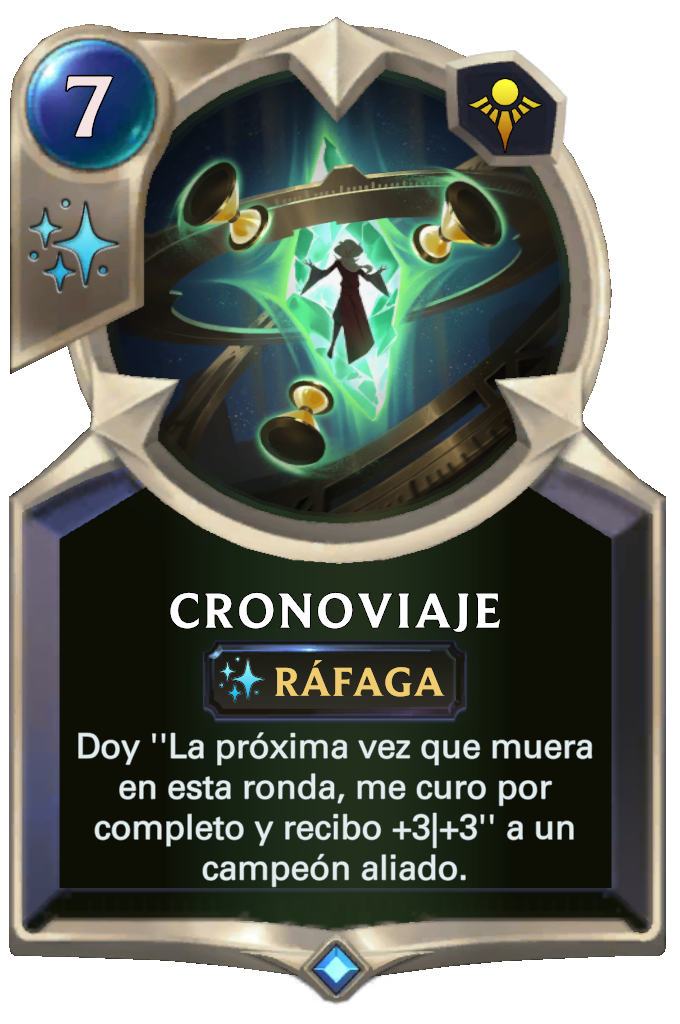 7
CRONOVIAJE
RÁFAGA
Doy ''La próxima vez que muera
en esta ronda, me curo por
completo y recibo +3|+3'' a un
campeón aliado.